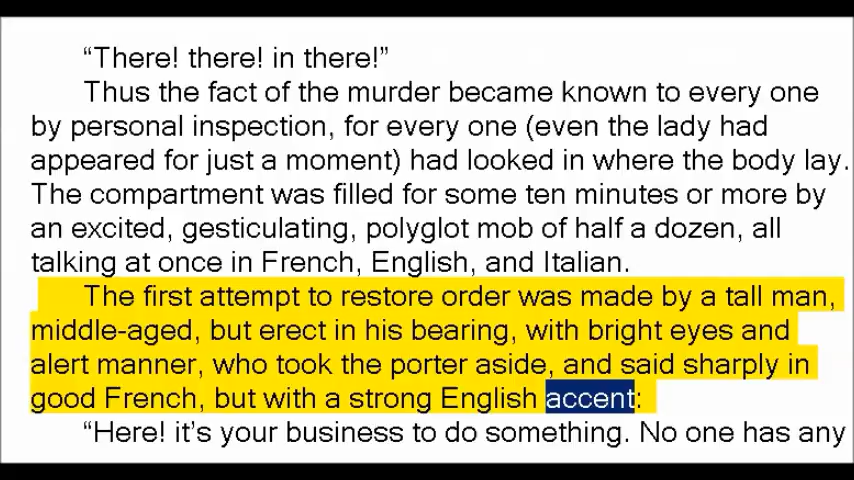 “There! there! in there!”
Thus the fact of the murder became known to every one
by personal inspection, for every one (even the lady had
appeared for just a moment) had looked in where the body lay.
The compartment was filled for some ten minutes or more by
an excited, gesticulating, polyglot mob of half a dozen, all
talking at once in French, English, and Italian.
The first attempt to restore order was made by a tall man,
middle-aged, but erect in his bearing, with bright eyes and
alert manner, who took the porter aside, and said sharply in
good French, but with a strong English accent:
“Here! it’s your business to do something. No one has any